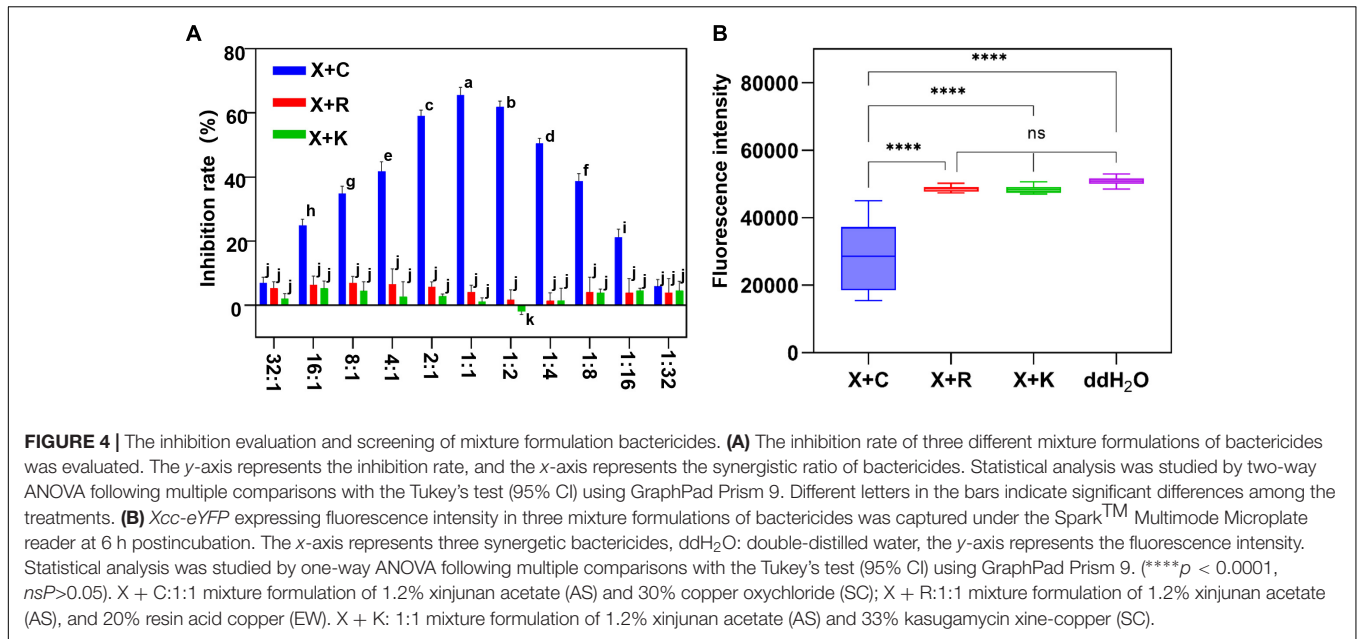 A
80
60
40
20
0
Inhibition rate (%)
X+C
X+R
X+K
j j j
h j j
g j j
e j j
c j j
a j j
b j k
d j j
f j j
i j j
j j j
32:1 16:1 8:1 4:1 2:1 1:1 1:2 1:4 1:8 1:16 1:32
B
80000
60000
40000
20000
0
Fluorescence intensity
****
****
ns
****
X+C X+R X+K ddH₂O
FIGURE 4 | The inhibition evaluation and screening of mixture formulation bactericides. (A) The inhibition rate of three different mixture formulations of bactericides
was evaluated. The y-axis represents the inhibition rate, and the x-axis represents the synergistic ratio of bactericides. Statistical analysis was studied by two-way
ANOVA following multiple comparisons with the Tukey's test (95% CI) using GraphPad Prism 9. Different letters in the bars indicate significant differences among the
treatments. (B) Xcc-eYFP expressing fluorescence intensity in three mixture formulations of bactericides was captured under the Spark™ Multimode Microplate
reader at 6 h postincubation. The x-axis represents three synergetic bactericides, ddH₂O: double-distilled water, the y-axis represents the fluorescence intensity.
Statistical analysis was studied by one-way ANOVA following multiple comparisons with the Tukey's test (95% CI) using GraphPad Prism 9. (****p < 0.0001,
nsP>0.05). X + C:1:1 mixture formulation of 1.2% xinjunan acetate (AS) and 30% copper oxychloride (SC); X + R:1:1 mixture formulation of 1.2% xinjunan acetate
(AS), and 20% resin acid copper (EW). X + K: 1:1 mixture formulation of 1.2% xinjunan acetate (AS) and 33% kasugamycin xine-copper (SC).